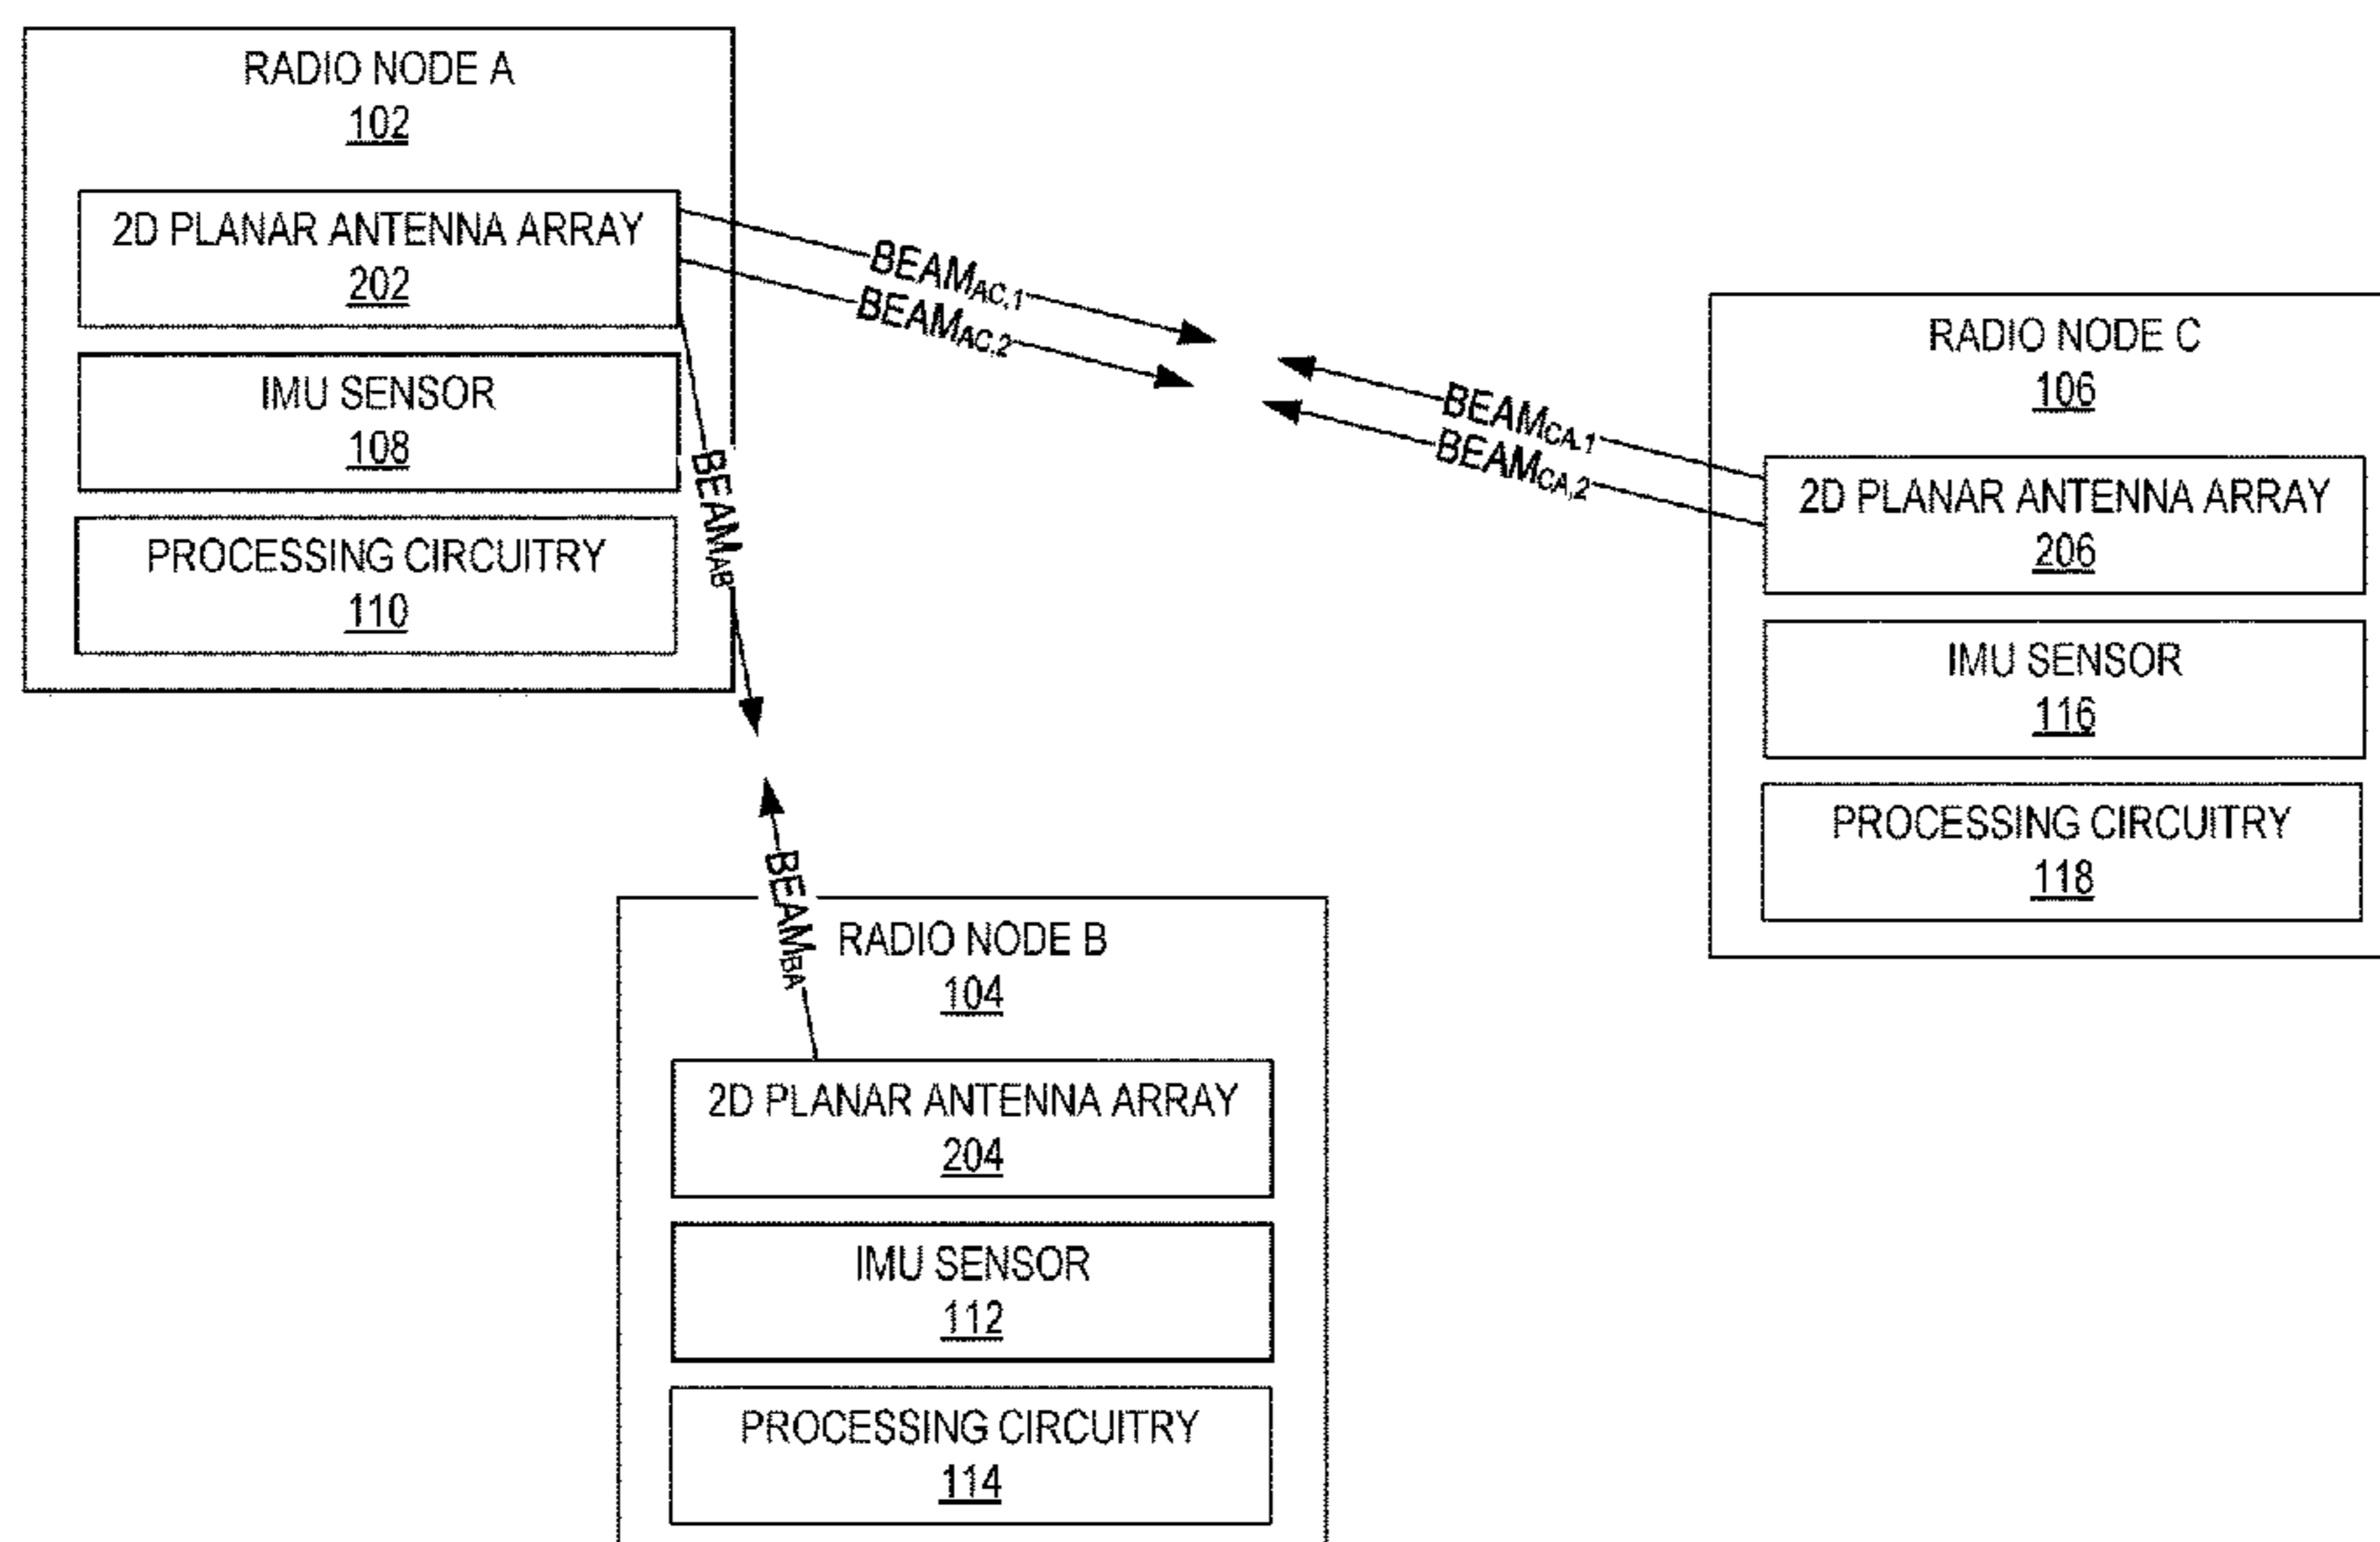 RADIO NODE A
102
2D PLANAR ANTENNA ARRAY
202
IMU SENSOR
108
PROCESSING CIRCUITRY
110
BEAMAC,1
BEAMAC,2
BEAMAB
BEAMCA,1
BEAMCA,2
RADIO NODE C
106
2D PLANAR ANTENNA ARRAY
206
IMU SENSOR
116
PROCESSING CIRCUITRY
118
BEAMBA
RADIO NODE B
104
2D PLANAR ANTENNA ARRAY
204
IMU SENSOR
112
PROCESSING CIRCUITRY
114